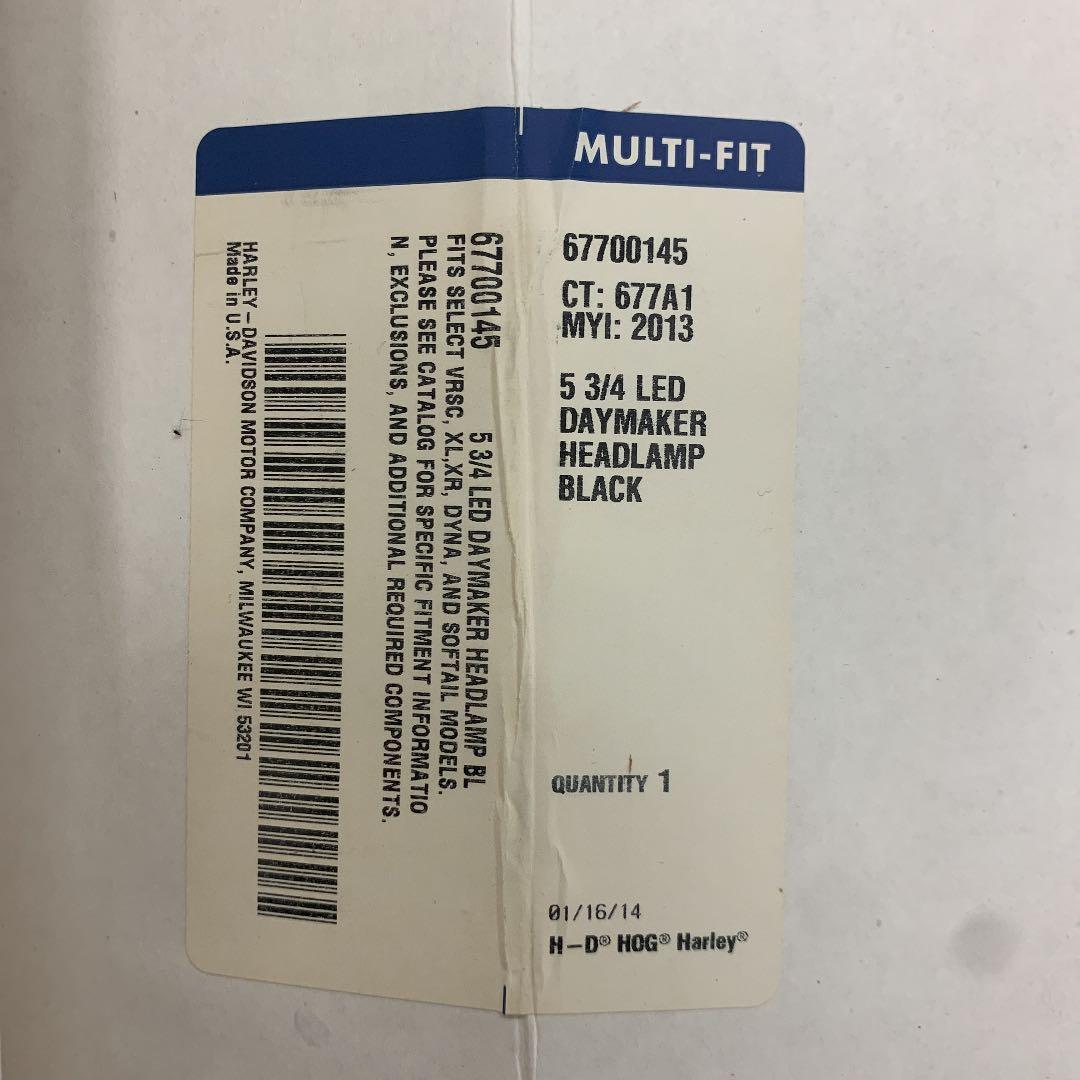 MULTI-FIT
67700145
CT: 677A1
MYI: 2013
5 3/4 LED
DAYMAKER
HEADLAMP
BLACK
QUANTITY 1
01/16/14
H-D® HOG® Harley®
67700145 5 3/4 LED DAYMAKER HEADLAMP BL
FITS SELECT VRSC, XL,XR, DYNA, AND SOFTAIL MODELS.
PLEASE SEE CATALOG FOR SPECIFIC FITMENT INFORMATIO
N, EXCLUSIONS, AND ADDITIONAL REQUIRED COMPONENTS.
HARLEY-DAVIDSON MOTOR COMPANY, MILWAUKEE WI 53201
Made in U.S.A.